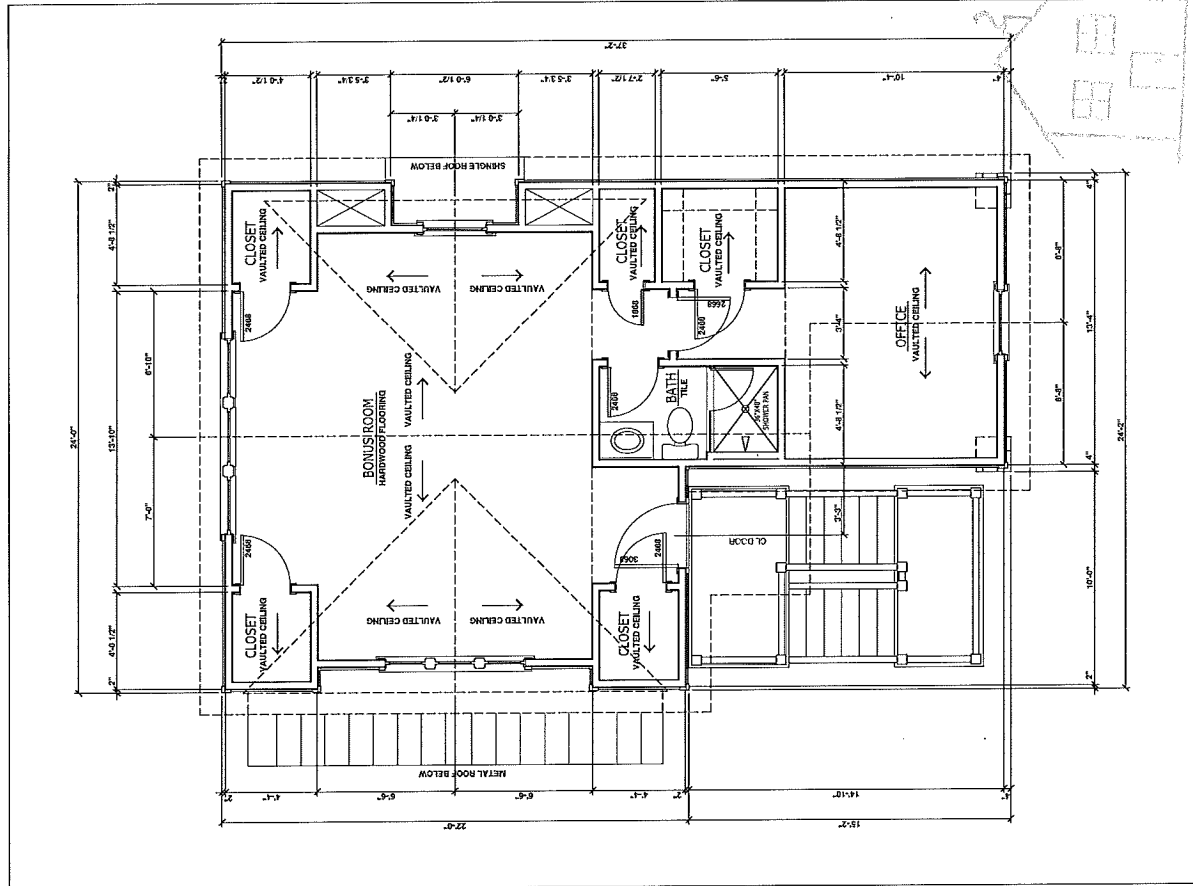 37'-2"
4'-0 1/2"
3'-5 3/4"
6'-0 1/2"
3'-5 3/4"
2'-7 1/2"
5'-6"
10'-4"
4"
3'-0 1/4"
3'-0 1/4"
SHINGLE ROOF BELOW
24'-0"
2"
4'-8 1/2"
13'-10"
4'-0 1/2"
2"
6'-10"
7'-0"
CLOSET
VAULTED CEILING
2468
VAULTED CEILING
VAULTED CEILING
CLOSET
VAULTED CEILING
1868
CLOSET
VAULTED CEILING
2468
2668
4'-8 1/2"
3'-4"
4'-8 1/2"
3'-3"
OFFICE
VAULTED CEILING
4"
6'-8"
13'-4"
6'-8"
24'-2"
4"
10'-0"
2"
BONUS ROOM
HARDWOOD FLOORING
VAULTED CEILING
VAULTED CEILING
2468
BATH
TILE
36"X48"
SHOWER PAN
CL DOOR
3068
2468
2468
CLOSET
VAULTED CEILING
VAULTED CEILING
VAULTED CEILING
CLOSET
VAULTED CEILING
METAL ROOF BELOW
2"
4'-4"
6'-6"
6'-6"
4'-4"
2"
14'-10"
4"
22'-0"
15'-2"